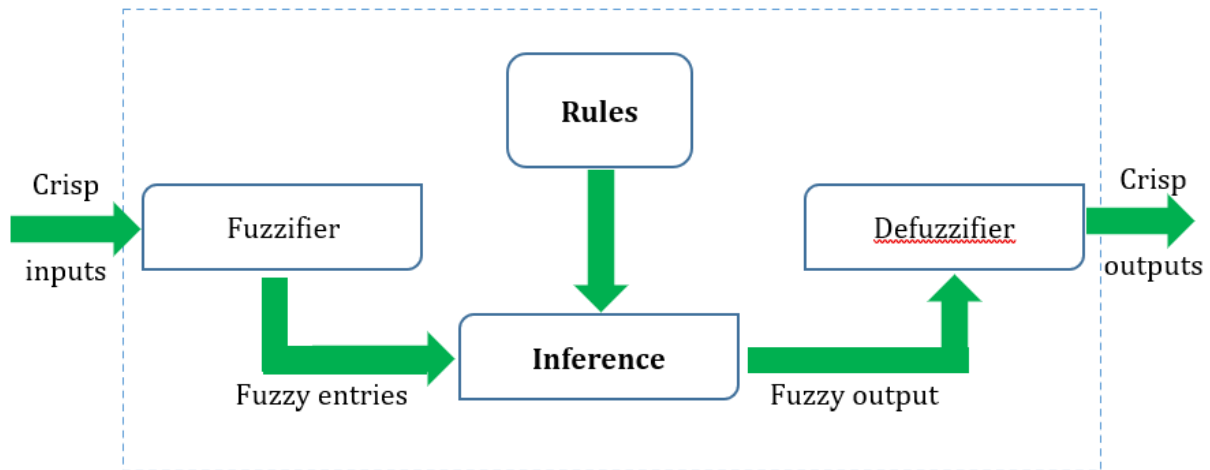 Rules
Crisp
inputs
Fuzzifier
Defuzzifier
Crisp
outputs
Inference
Fuzzy entries
Fuzzy output